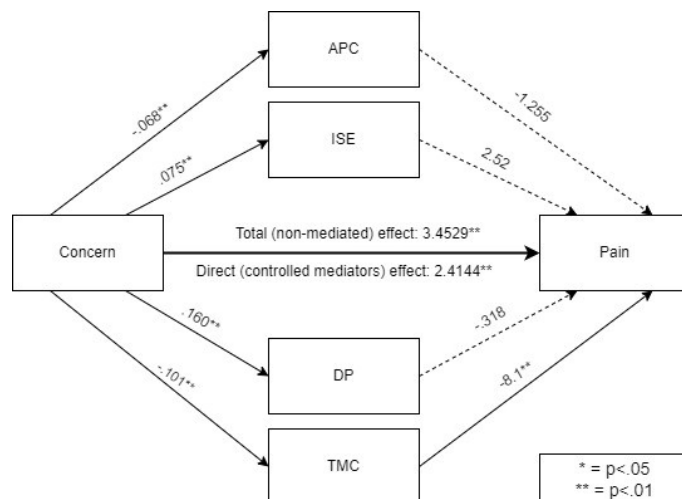 APC
-.068**
-1.255
ISE
.075**
2.52
Concern
Total (non-mediated) effect: 3.4529**
Direct (controlled mediators) effect: 2.4144**
Pain
.160**
-.318
DP
-.101**
-8.1**
TMC
* = p<.05
** = p<.01